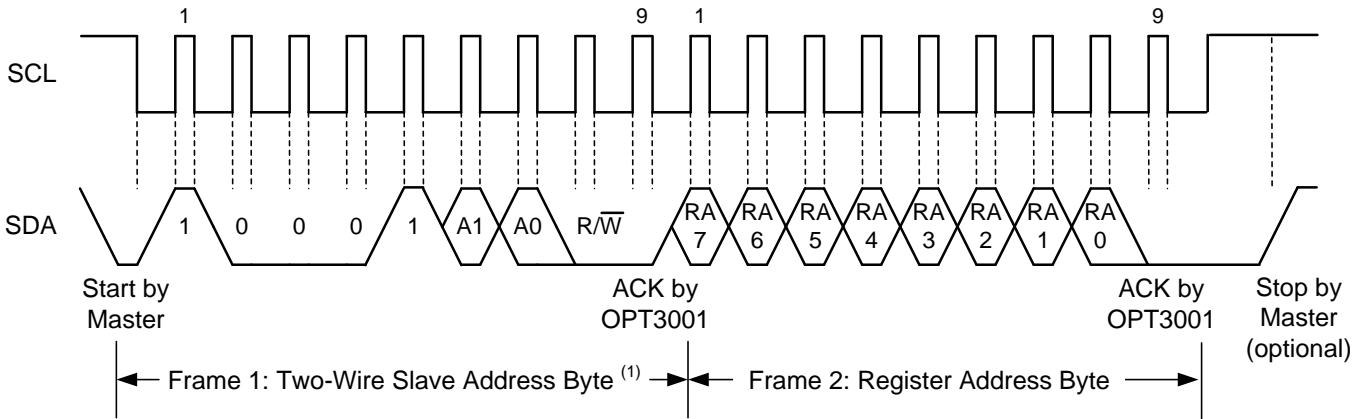 1 9 1 9
SCL
SDA
1 0 0 0 1 A1 A0 R/W̅ RA RA RA RA RA RA RA RA
7 6 5 4 3 2 1 0
Start by
Master
ACK by
OPT3001
ACK by
OPT3001
Stop by
Master
(optional)
Frame 1: Two-Wire Slave Address Byte (1)
Frame 2: Register Address Byte